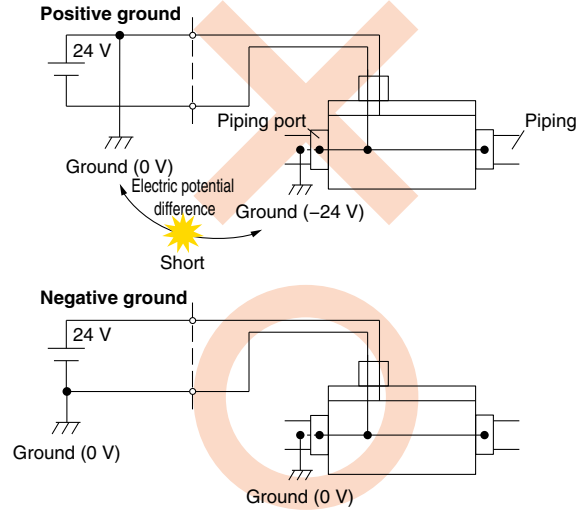 Positive ground
24 V
Piping port
Piping
Ground (0 V)
Electric potential
difference
Ground (−24 V)
Short
Negative ground
24 V
Ground (0 V)
Ground (0 V)